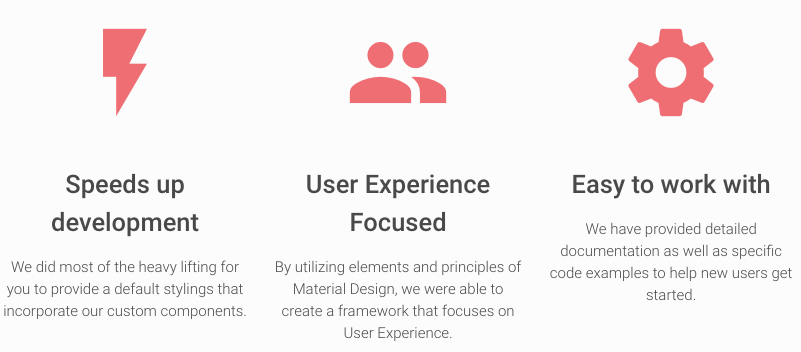 Speeds up
development
We did most of the heavy lifting for
you to provide a default stylings that
incorporate our custom components.
User Experience
Focused
By utilizing elements and principles of
Material Design, we were able to
create a framework that focuses on
User Experience.
Easy to work with
We have provided detailed
documentation as well as specific
code examples to help new users get
started.